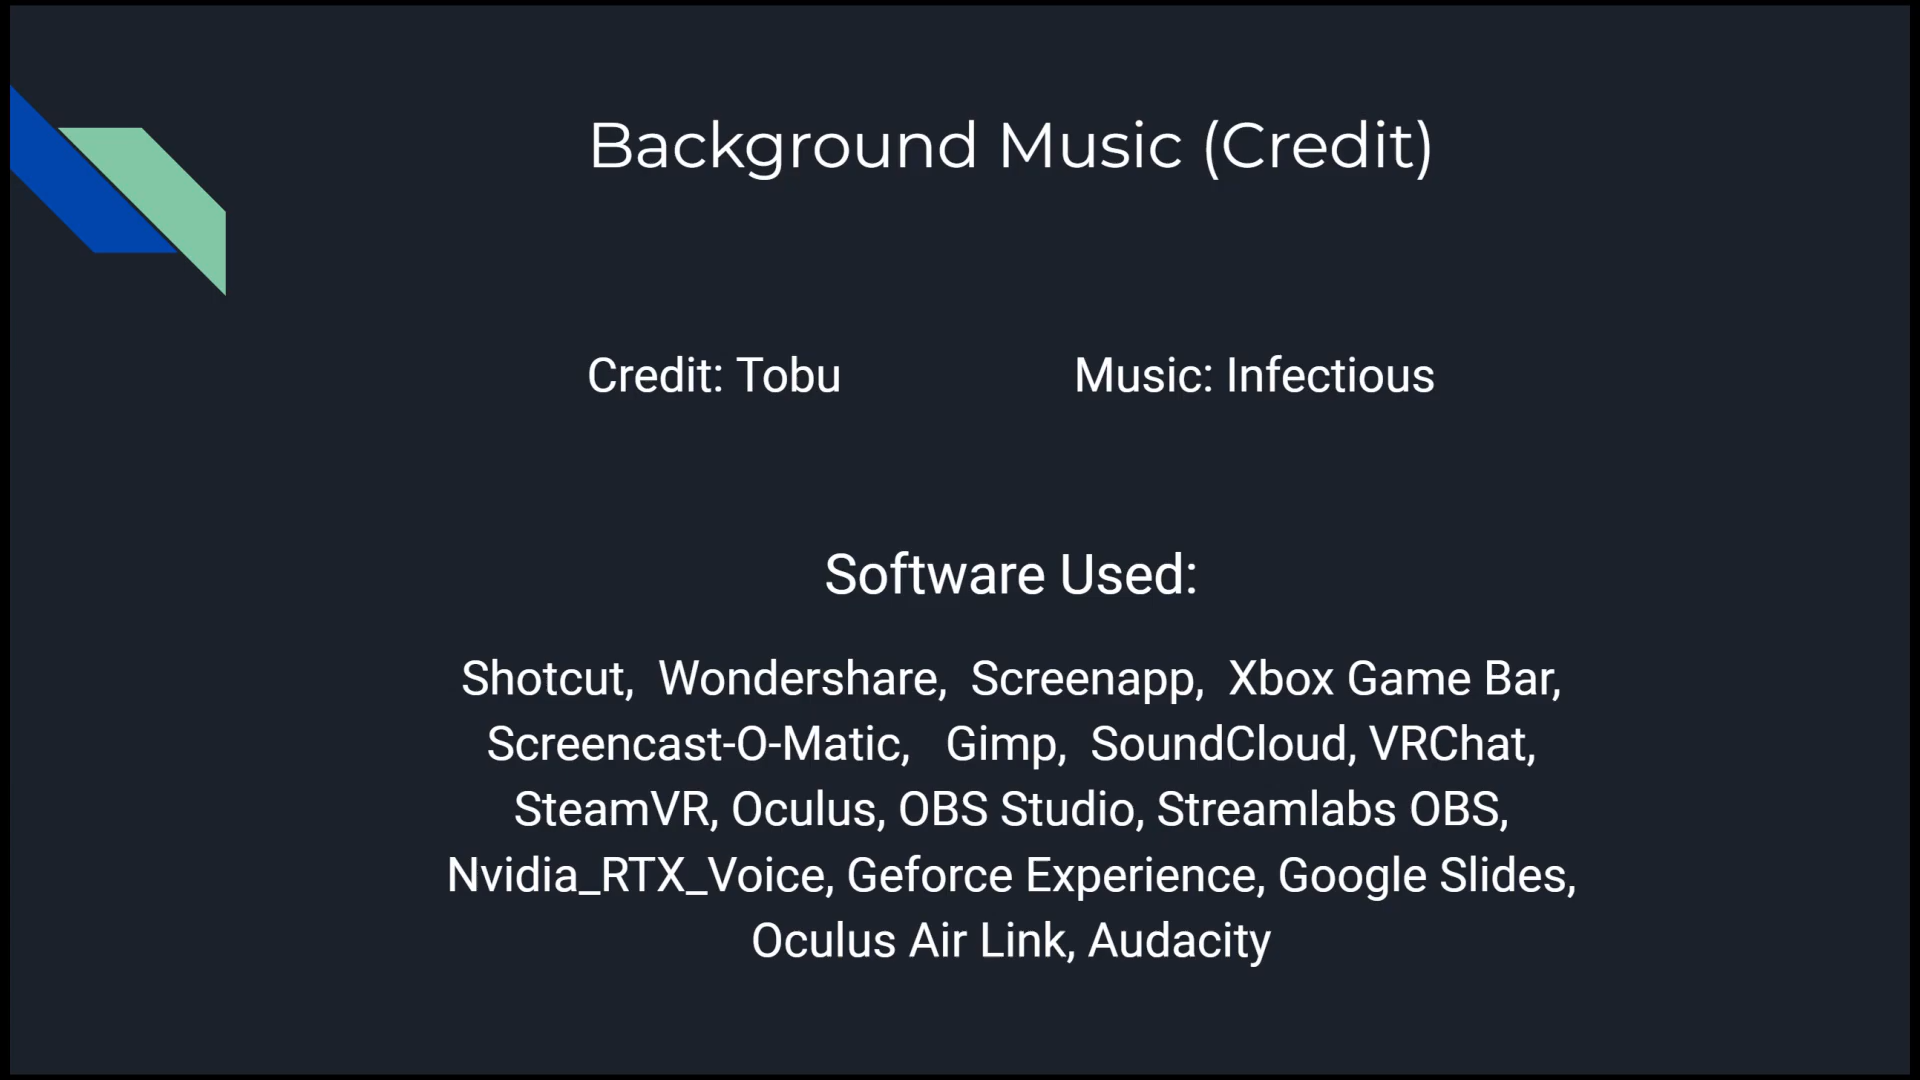 Background Music (Credit)
Credit: Tobu Music: Infectious
Software Used:
Shotcut, Wondershare, Screenapp, Xbox Game Bar,
Screencast-O-Matic, Gimp, SoundCloud, VRChat,
SteamVR, Oculus, OBS Studio, Streamlabs OBS,
Nvidia_RTX_Voice, Geforce Experience, Google Slides,
Oculus Air Link, Audacity